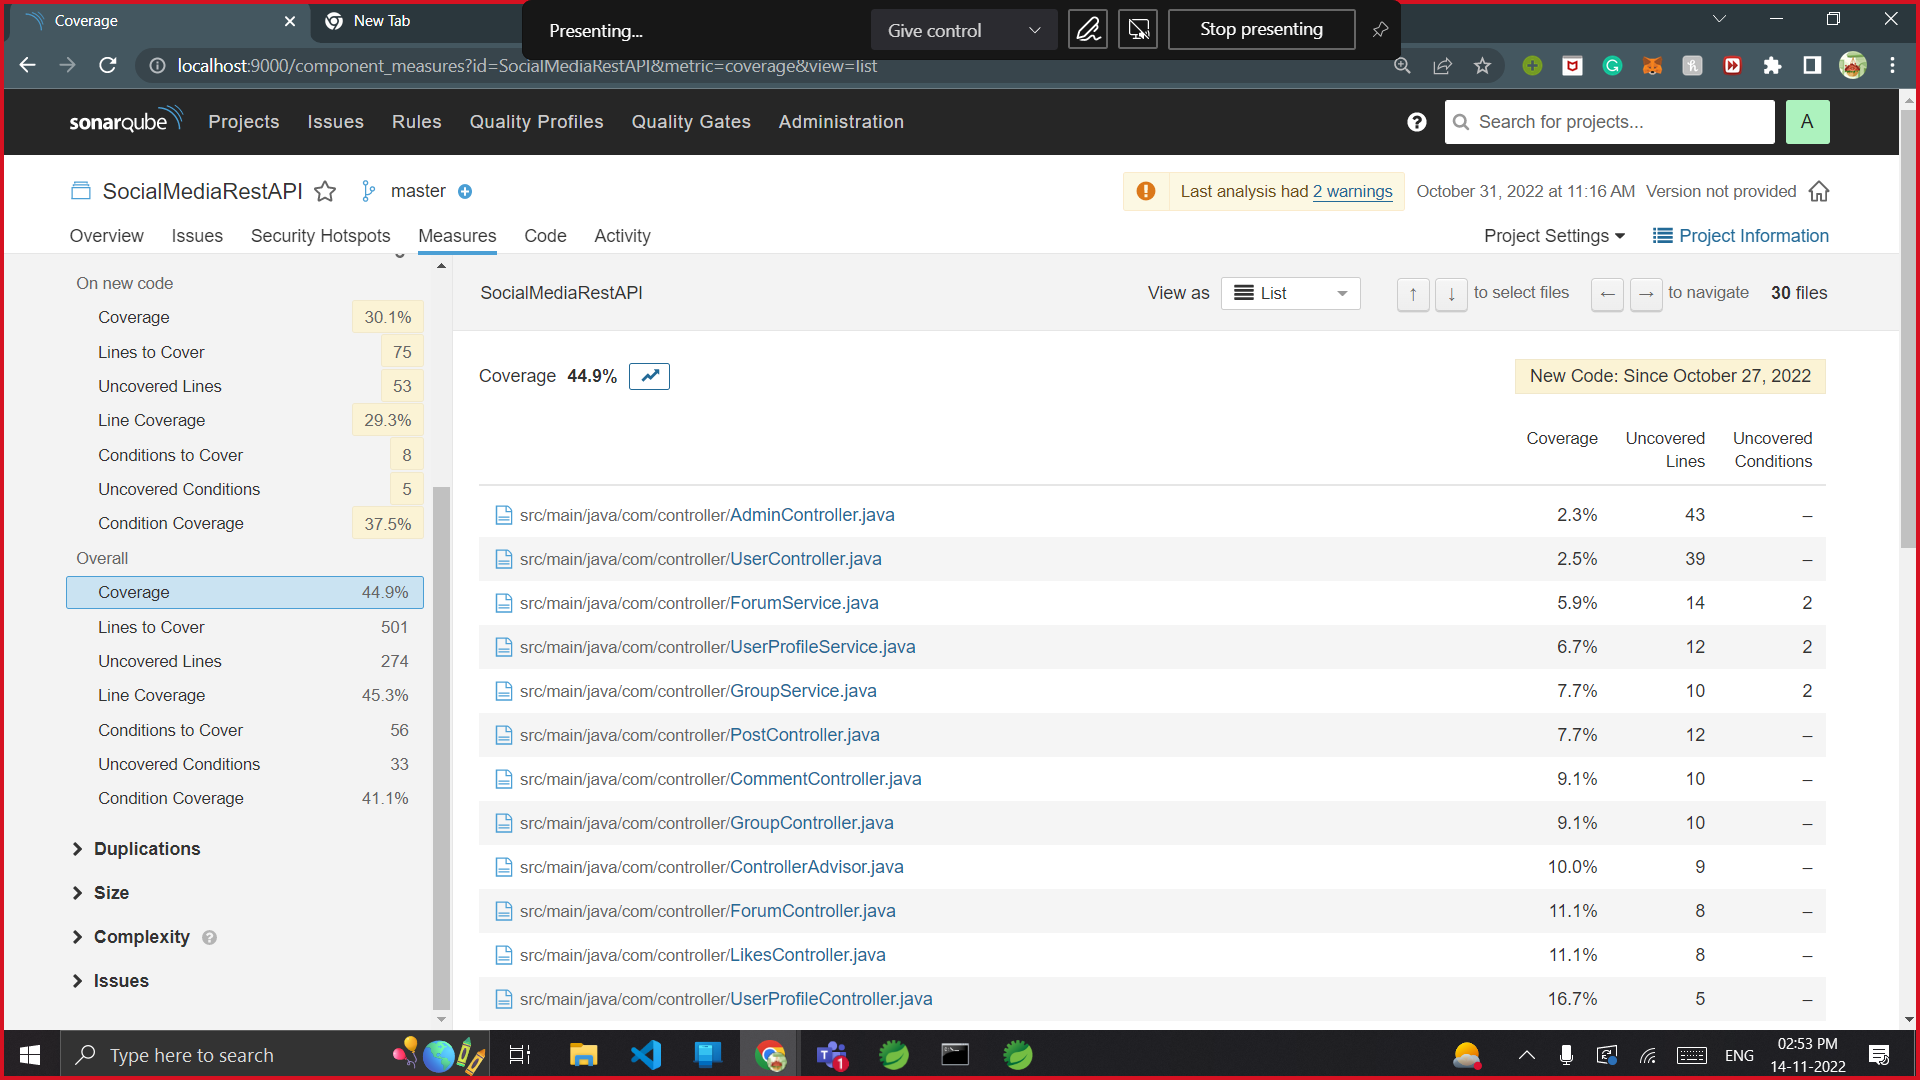 Coverage
New Tab
Presenting...
Give control
Stop presenting
localhost:9000/component_measures?id=SocialMediaRestAPI&metric=coverage&view=list
sonarqube Projects Issues Rules Quality Profiles Quality Gates Administration
Search for projects...
A
SocialMediaRestAPI master
Last analysis had 2 warnings October 31, 2022 at 11:16 AM Version not provided
Overview Issues Security Hotspots Measures Code Activity
Project Settings Project Information
On new code
Coverage 30.1%
Lines to Cover 75
Uncovered Lines 53
Line Coverage 29.3%
Conditions to Cover 8
Uncovered Conditions 5
Condition Coverage 37.5%
Overall
Coverage 44.9%
Lines to Cover 501
Uncovered Lines 274
Line Coverage 45.3%
Conditions to Cover 56
Uncovered Conditions 33
Condition Coverage 41.1%
Duplications
Size
Complexity ?
Issues
SocialMediaRestAPI
View as List ↑ ↓ to select files ← → to navigate 30 files
Coverage 44.9%
New Code: Since October 27, 2022
Coverage Uncovered Uncovered
Lines Conditions
src/main/java/com/controller/AdminController.java 2.3% 43 –
src/main/java/com/controller/UserController.java 2.5% 39 –
src/main/java/com/controller/ForumService.java 5.9% 14 2
src/main/java/com/controller/UserProfileService.java 6.7% 12 2
src/main/java/com/controller/GroupService.java 7.7% 10 2
src/main/java/com/controller/PostController.java 7.7% 12 –
src/main/java/com/controller/CommentController.java 9.1% 10 –
src/main/java/com/controller/GroupController.java 9.1% 10 –
src/main/java/com/controller/ControllerAdvisor.java 10.0% 9 –
src/main/java/com/controller/ForumController.java 11.1% 8 –
src/main/java/com/controller/LikesController.java 11.1% 8 –
src/main/java/com/controller/UserProfileController.java 16.7% 5 –
Type here to search
ENG
02:53 PM
14-11-2022